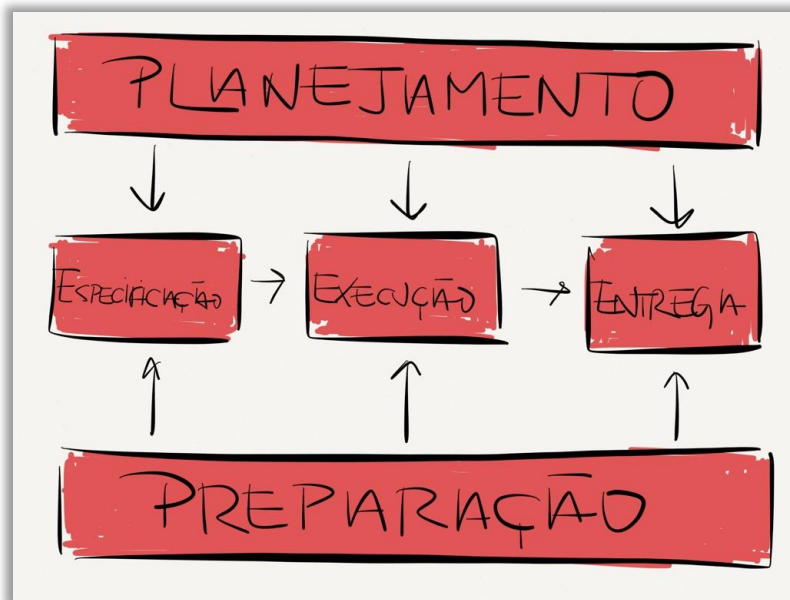 PLANEJAMENTO
ESPECIFICAÇÃO
EXECUÇÃO
ENTREGA
PREPARAÇÃO